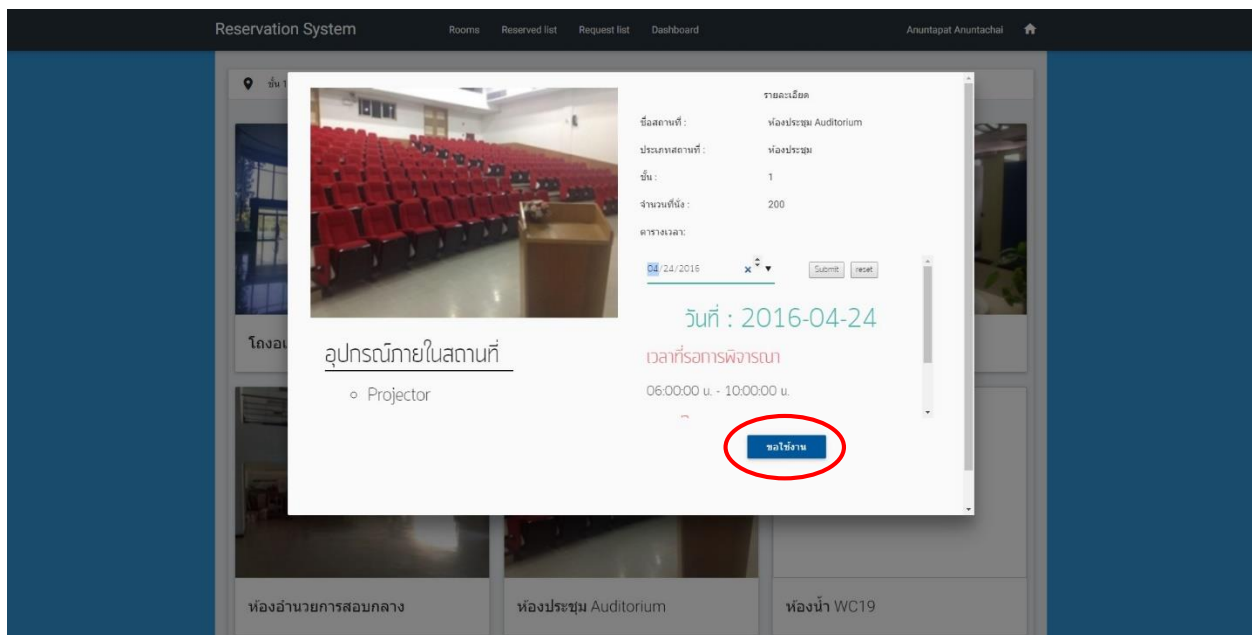 Reservation System Rooms Reserved list Request list Dashboard Anuntapat Anuntachai
ชั้น 1
รายละเอียด
ชื่อสถานที่ : ห้องประชุม Auditorium
ประเภทสถานที่ : ห้องประชุม
ชั้น : 1
จำนวนที่นั่ง : 200
ตารางเวลา:
04/24/2016 Submit reset
วันที่ : 2016-04-24
เวลาที่รอการพิจารณา
06:00:00 น. - 10:00:00 น.
อุปกรณ์ภายในสถานที่
Projector
ขอใช้งาน
ห้องอำนวยการสอบกลาง ห้องประชุม Auditorium ห้องน้ำ WC19